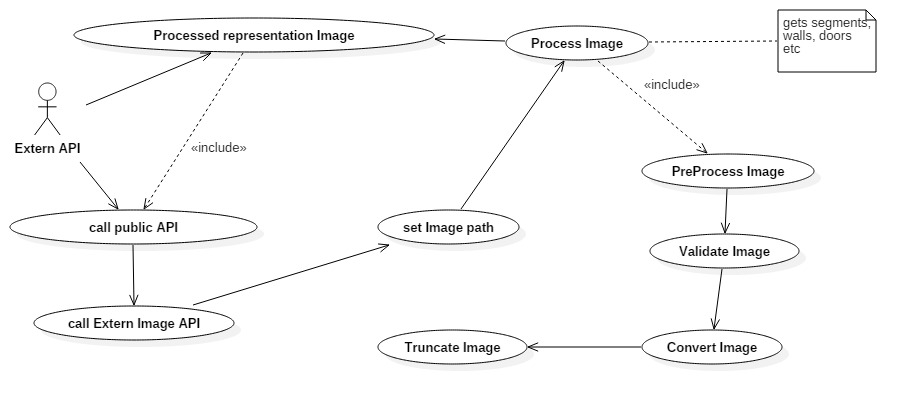 gets segments,
walls, doors
etc
Processed representation Image
Process Image
«include»
Extern API
«include»
PreProcess Image
call public API
set Image path
Validate Image
call Extern Image API
Truncate Image
Convert Image